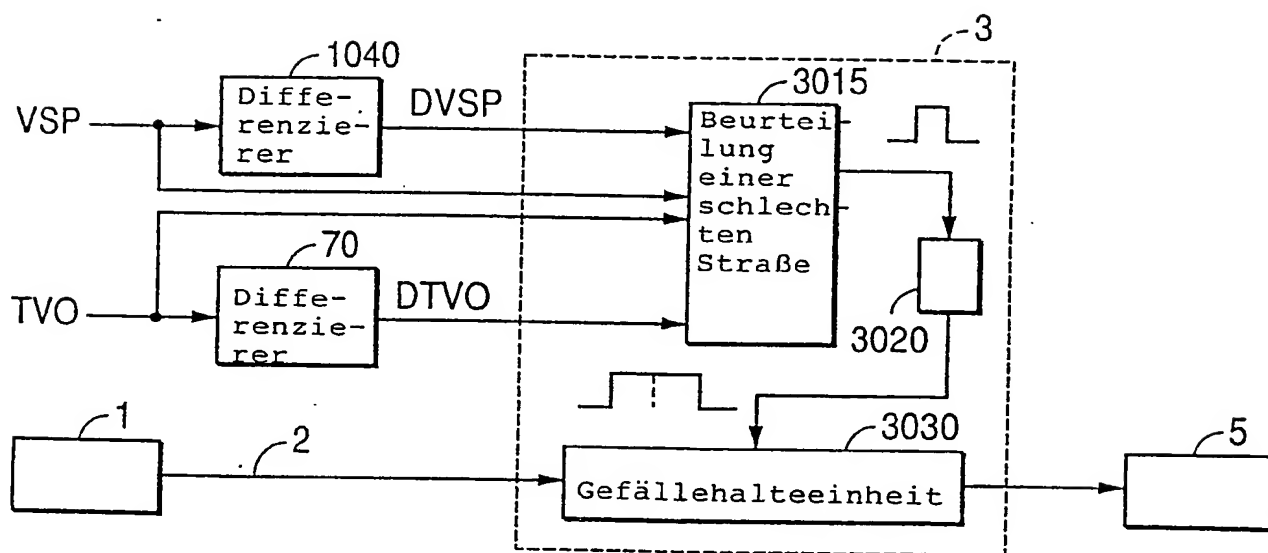 3
1040
3015
VSP
Diffe-
renzie-
rer
DVSP
Beurtei
lung
einer
schlech
ten
Straße
70
TVO
Diffe-
renzie-
rer
DTVO
3020
1
2
3030
5
Gefällehalteeinheit